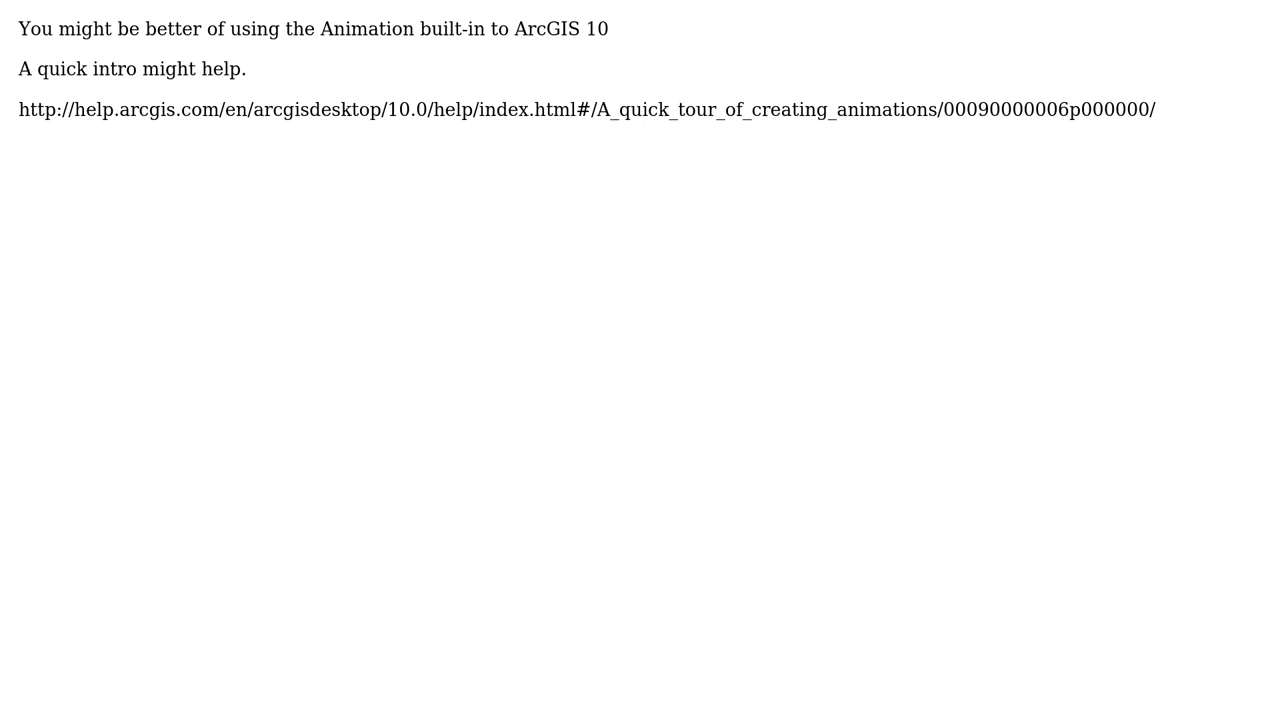 You might be better of using the Animation built-in to ArcGIS 10
A quick intro might help.
http://help.arcgis.com/en/arcgisdesktop/10.0/help/index.html#/A_quick_tour_of_creating_animations/00090000006p000000/